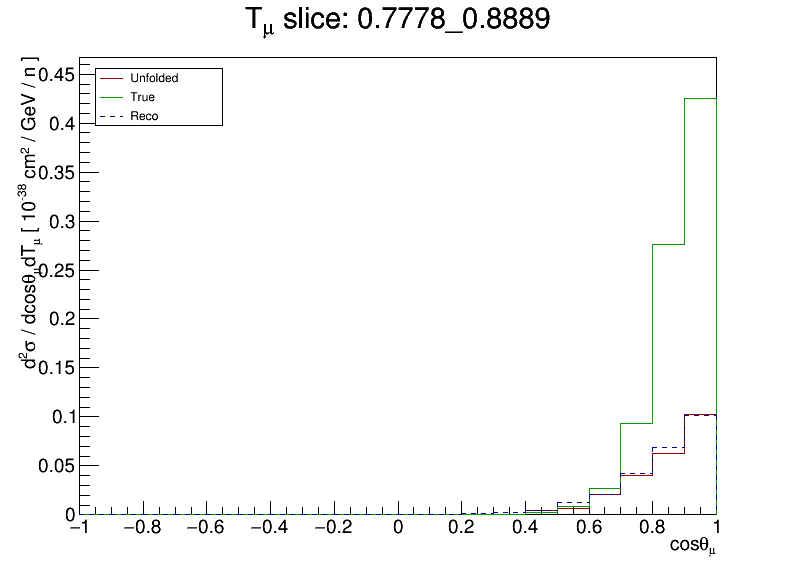 Tμ slice: 0.7778_0.8889
d²σ / dcosθμdTμ [ 10⁻³⁸ cm² / GeV / n ]
Unfolded
True
Reco
0.45
0.4
0.35
0.3
0.25
0.2
0.15
0.1
0.05
0
−1 −0.8 −0.6 −0.4 −0.2 0 0.2 0.4 0.6 0.8 1
cosθμ